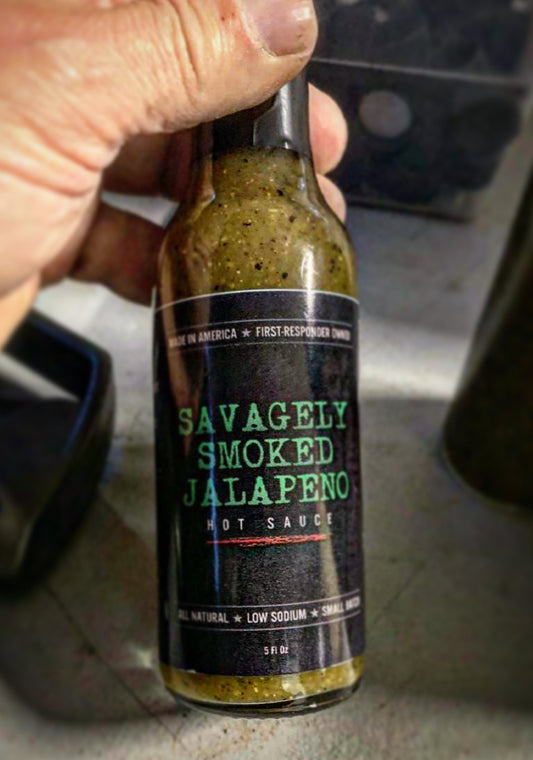 MADE IN AMERICA ★ FIRST-RESPONDER OWNED
SAVAGELY
SMOKED
JALAPENO
HOT SAUCE
ALL NATURAL ★ LOW SODIUM ★ SMALL BATCH
5 Fl Oz